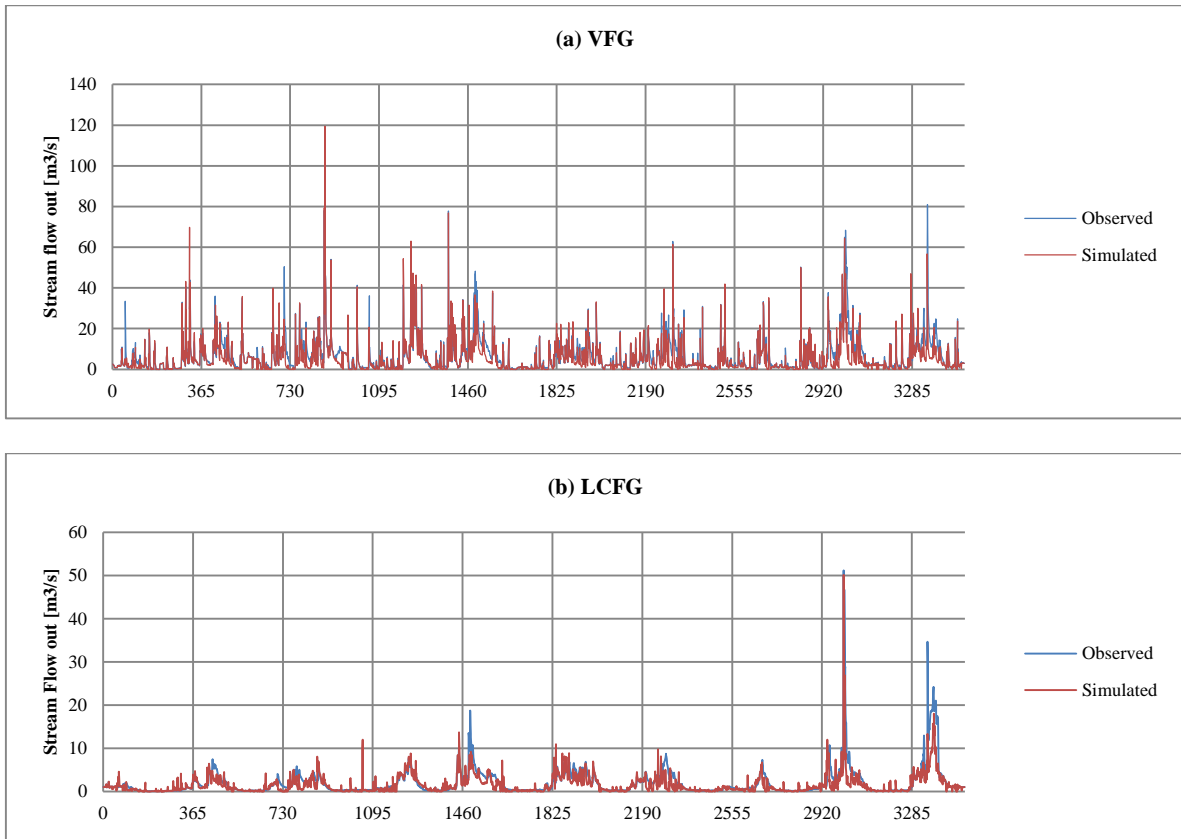 (a) VFG
Stream flow out [m3/s]
140
120
100
80
60
40
20
0
0 365 730 1095 1460 1825 2190 2555 2920 3285
Observed
Simulated
(b) LCFG
Stream Flow out [m3/s]
60
50
40
30
20
10
0
0 365 730 1095 1460 1825 2190 2555 2920 3285
Observed
Simulated